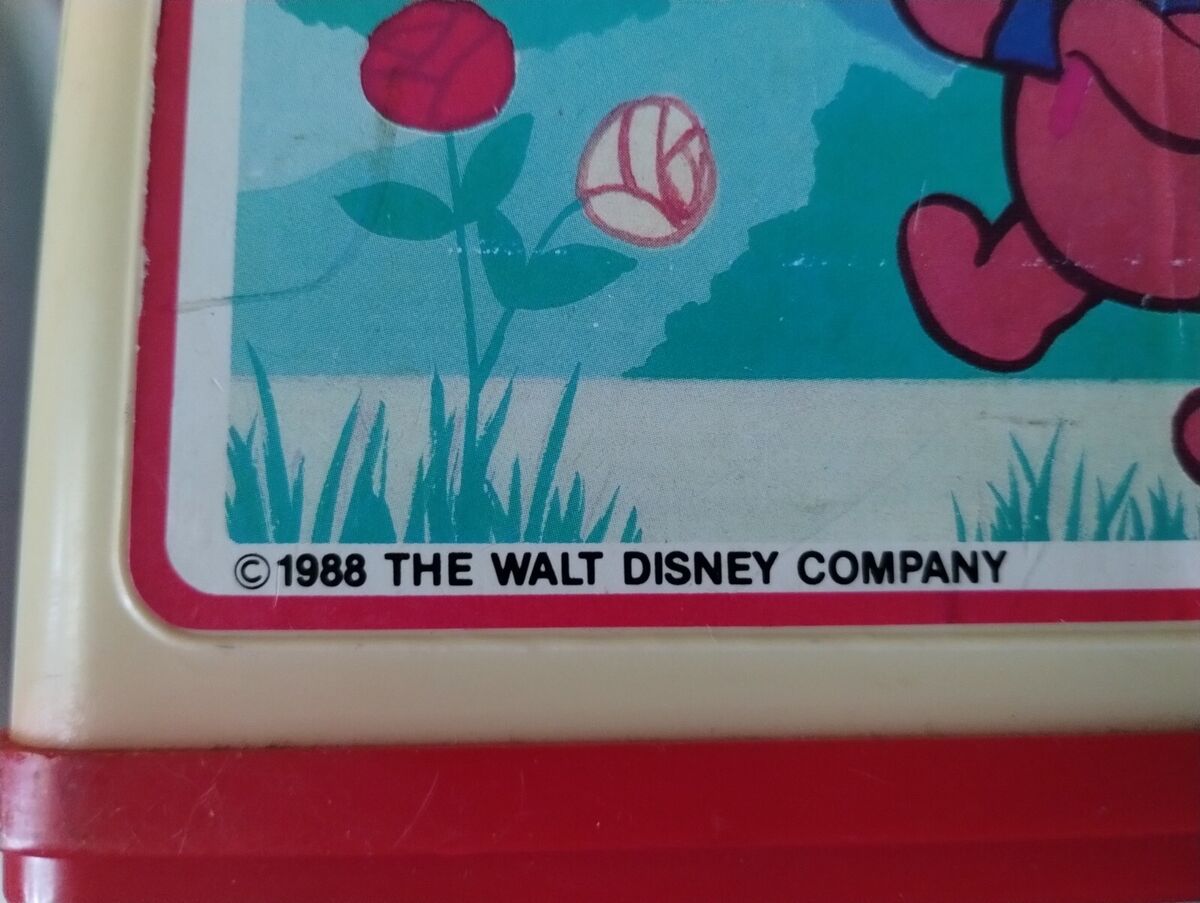 ©1988 THE WALT DISNEY COMPANY